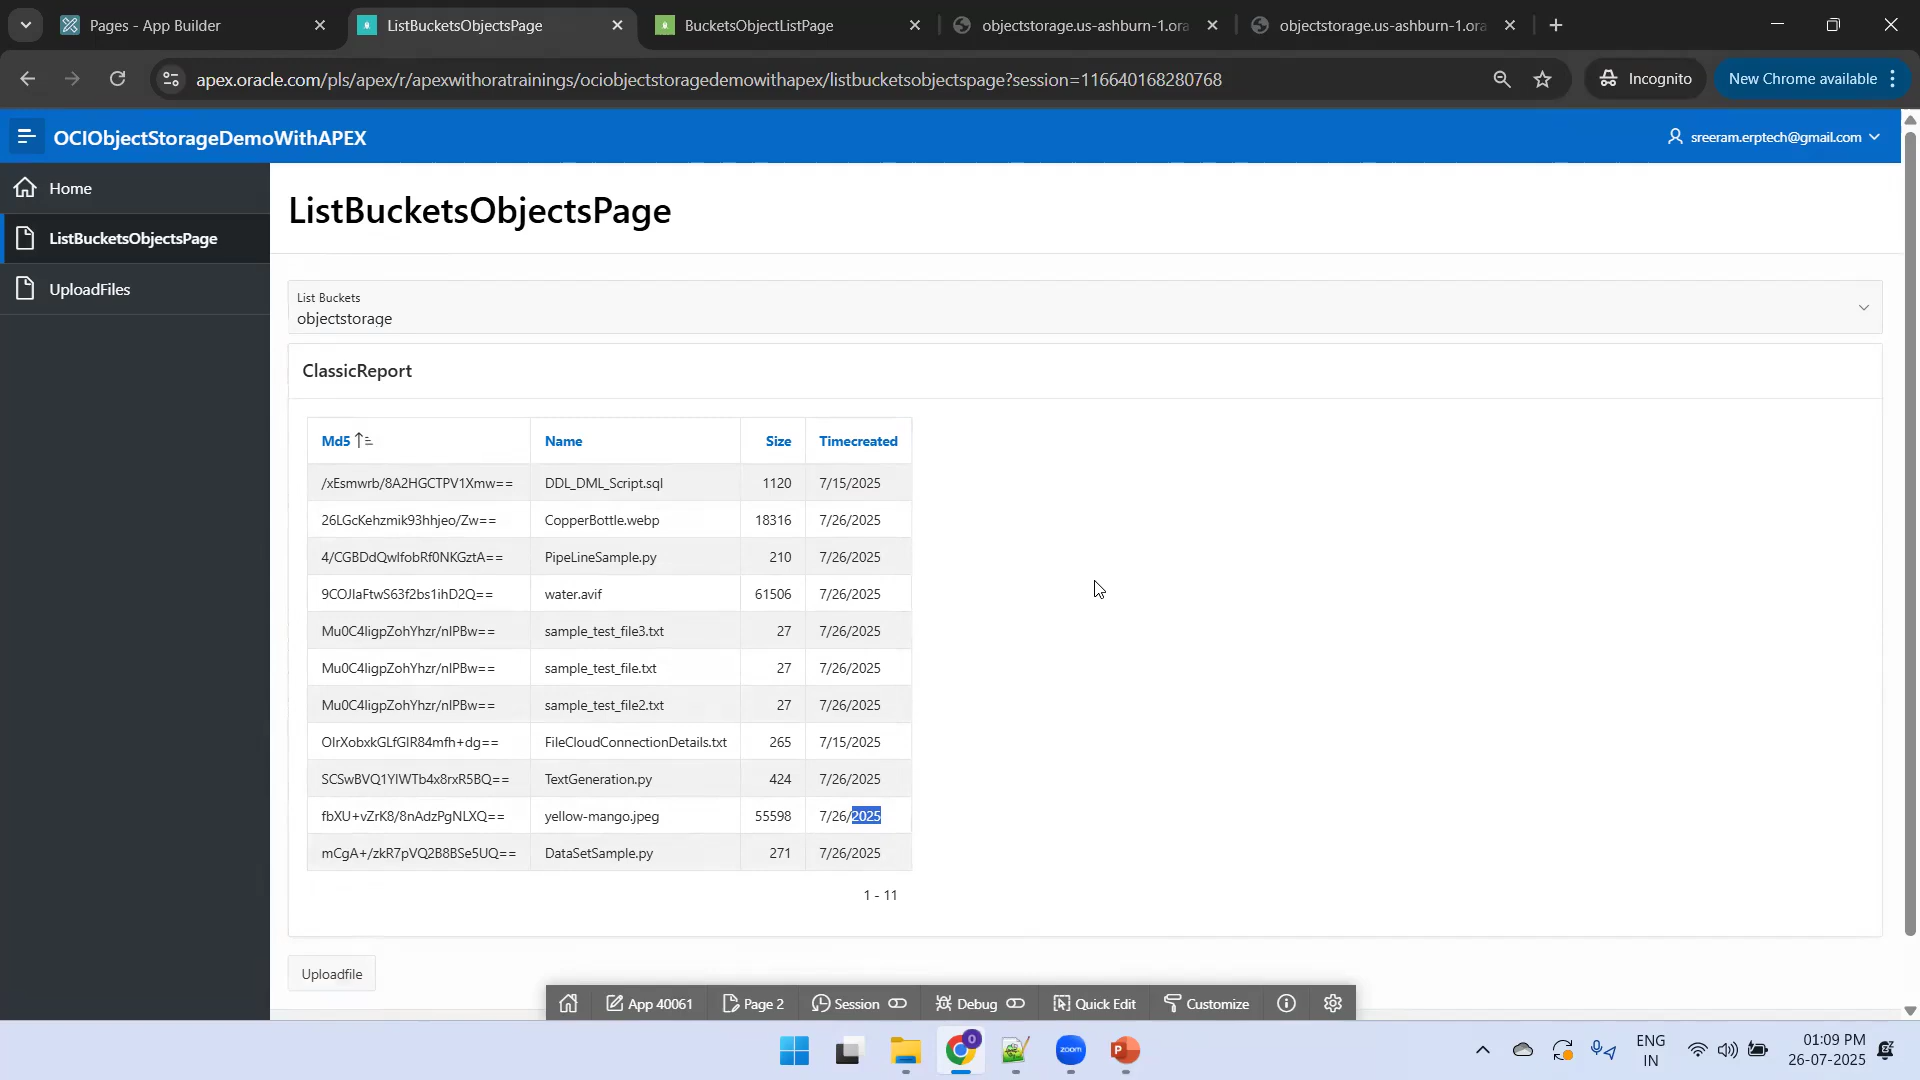 Pages - App Builder
ListBucketsObjectsPage
BucketsObjectListPage
objectstorage.us-ashburn-1.ora
objectstorage.us-ashburn-1.ora
apex.oracle.com/pls/apex/r/apexwithoratrainings/ociobjectstoragedemowithapex/listbucketsobjectspage?session=116640168280768
Incognito
New Chrome available
OCIObjectStorageDemoWithAPEX
sreeram.erptech@gmail.com
Home
ListBucketsObjectsPage
UploadFiles
ListBucketsObjectsPage
List Buckets
objectstorage
ClassicReport
Md5 Name Size Timecreated
/xEsmwrb/8A2HGCTPV1Xmw== DDL_DML_Script.sql 1120 7/15/2025
26LGcKehzmik93hhjeo/Zw== CopperBottle.webp 18316 7/26/2025
4/CGBDdQwlfobRf0NKGztA== PipeLineSample.py 210 7/26/2025
9COJlaFtwS63f2bs1ihD2Q== water.avif 61506 7/26/2025
Mu0C4ligpZohYhzr/nlPBw== sample_test_file3.txt 27 7/26/2025
Mu0C4ligpZohYhzr/nlPBw== sample_test_file.txt 27 7/26/2025
Mu0C4ligpZohYhzr/nlPBw== sample_test_file2.txt 27 7/26/2025
OlrXobxkGLfGlR84mfh+dg== FileCloudConnectionDetails.txt 265 7/15/2025
SCSwBVQ1YlWTb4x8rxR5BQ== TextGeneration.py 424 7/26/2025
fbXU+vZrK8/8nAdzPgNLXQ== yellow-mango.jpeg 55598 7/26/2025
mCgA+/zkR7pVQ2B8BSe5UQ== DataSetSample.py 271 7/26/2025
1 - 11
Uploadfile
App 40061
Page 2
Session
Debug
Quick Edit
Customize
0
zoom
P
ENG
IN
01:09 PM
26-07-2025